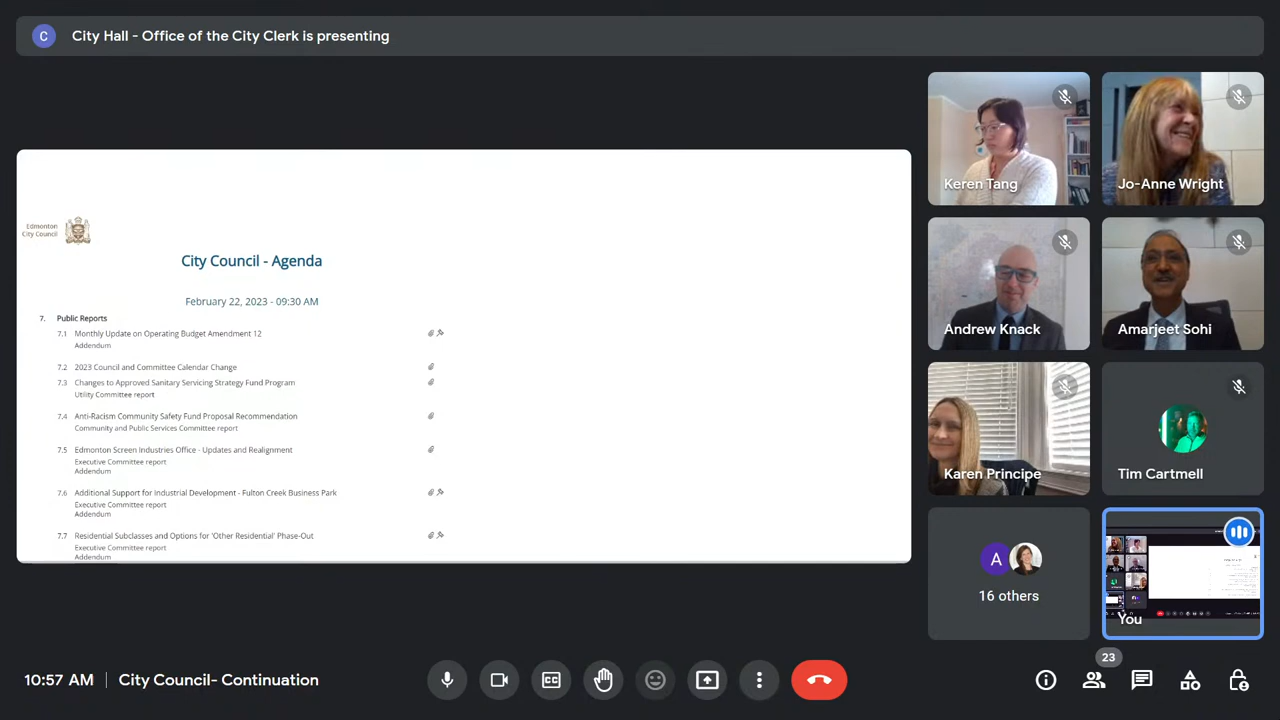 C
City Hall - Office of the City Clerk is presenting
Edmonton
City Council
City Council - Agenda
February 22, 2023 - 09:30 AM
7. Public Reports
7.1 Monthly Update on Operating Budget Amendment 12
Addendum
7.2 2023 Council and Committee Calendar Change
7.3 Changes to Approved Sanitary Servicing Strategy Fund Program
Utility Committee report
7.4 Anti-Racism Community Safety Fund Proposal Recommendation
Community and Public Services Committee report
7.5 Edmonton Screen Industries Office - Updates and Realignment
Executive Committee report
Addendum
7.6 Additional Support for Industrial Development - Fulton Creek Business Park
Executive Committee report
Addendum
7.7 Residential Subclasses and Options for 'Other Residential' Phase-Out
Executive Committee report
Addendum
Keren Tang
Jo-Anne Wright
Andrew Knack
Amarjeet Sohi
Karen Principe
Tim Cartmell
A
16 others
You
10:57 AM | City Council- Continuation
CC
23